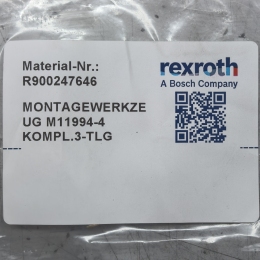 Material-Nr.:
R900247646
rexroth
A Bosch Company
MONTAGEWERKZE
UG M11994-4
KOMPL.3-TLG